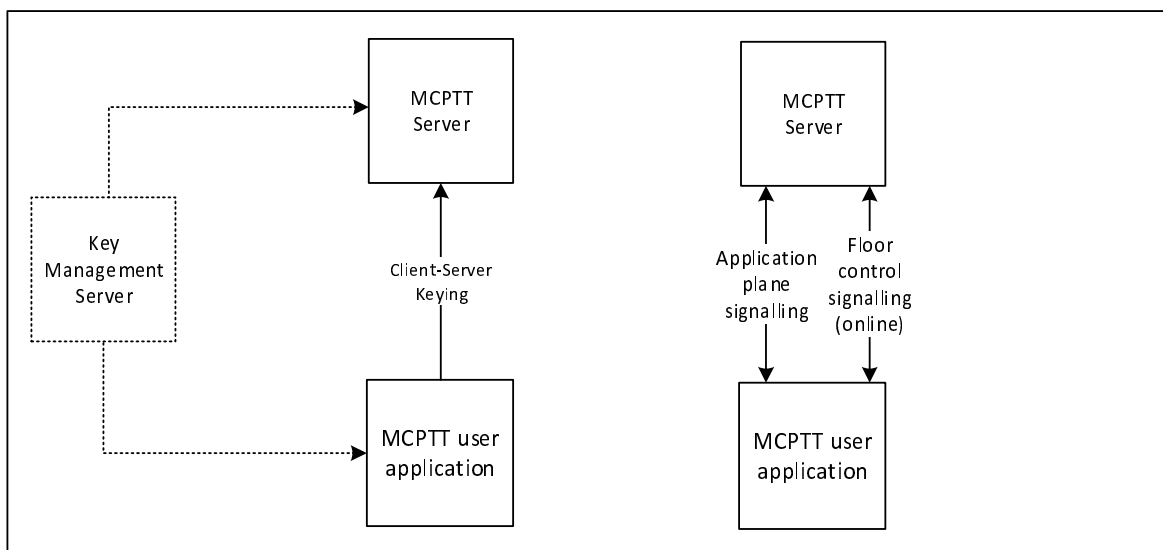 MCPTT
Server
MCPTT
Server
Key
Management
Server
Client-Server
Keying
Application
plane
signalling
Floor
control
signalling
(online)
MCPTT user
application
MCPTT user
application